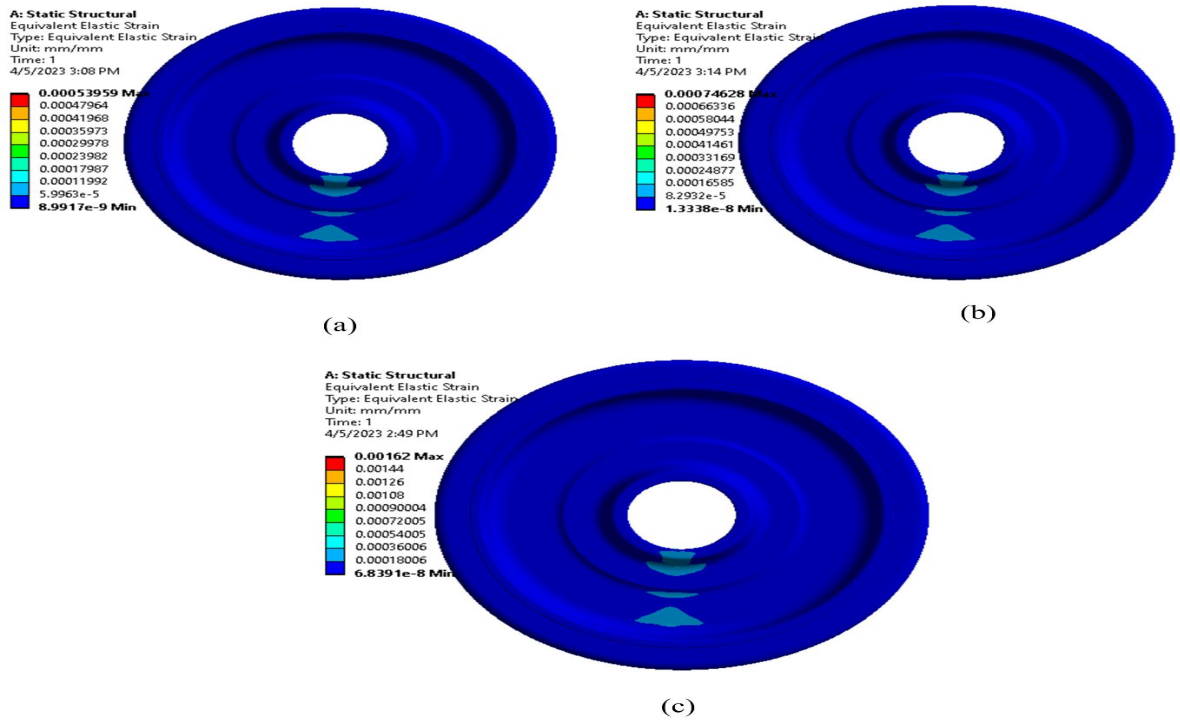 A: Static Structural
Equivalent Elastic Strain
Type: Equivalent Elastic Strain
Unit: mm/mm
Time: 1
4/5/2023 3:08 PM
0.00053959 Max
0.00047964
0.00041968
0.00035973
0.00029978
0.00023982
0.00017987
0.00011992
5.9963e-5
8.9917e-9 Min
(a)
A: Static Structural
Equivalent Elastic Strain
Type: Equivalent Elastic Strain
Unit: mm/mm
Time: 1
4/5/2023 3:14 PM
0.00074628 Max
0.00066336
0.00058044
0.00049753
0.00041461
0.00033169
0.00024877
0.00016585
8.2932e-5
1.3338e-8 Min
(b)
A: Static Structural
Equivalent Elastic Strain
Type: Equivalent Elastic Strain
Unit: mm/mm
Time: 1
4/5/2023 2:49 PM
0.00162 Max
0.00144
0.00126
0.00108
0.00090004
0.00072005
0.00054005
0.00036006
0.00018006
6.8391e-8 Min
(c)